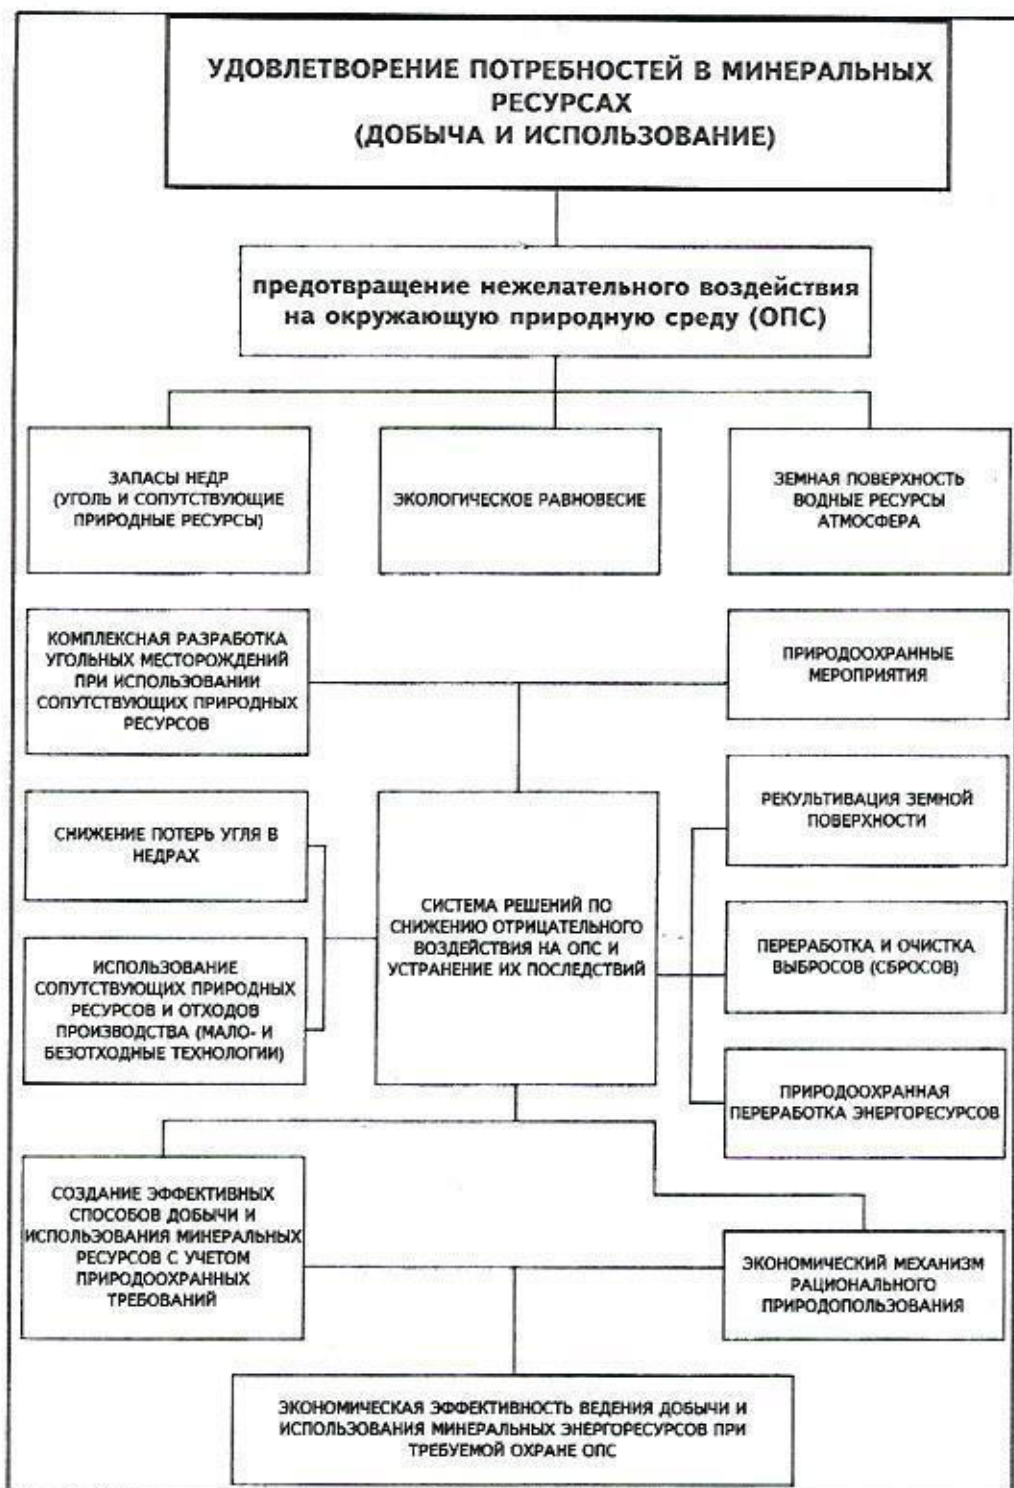 УДОВЛЕТВОРЕНИЕ ПОТРЕБНОСТЕЙ В МИНЕРАЛЬНЫХ
РЕСУРСАХ
(ДОБЫЧА И ИСПОЛЬЗОВАНИЕ)
предотвращение нежелательного воздействия
на окружающую природную среду (ОПС)
ЗАПАСЫ НЕДР
(УГОЛЬ И СОПУТСТВУЮЩИЕ
ПРИРОДНЫЕ РЕСУРСЫ)
ЭКОЛОГИЧЕСКОЕ РАВНОВЕСИЕ
ЗЕМНАЯ ПОВЕРХНОСТЬ
ВОДНЫЕ РЕСУРСЫ
АТМОСФЕРА
КОМПЛЕКСНАЯ РАЗРАБОТКА
УГОЛЬНЫХ МЕСТОРОЖДЕНИЙ
ПРИ ИСПОЛЬЗОВАНИИ
СОПУТСТВУЮЩИХ ПРИРОДНЫХ
РЕСУРСОВ
ПРИРОДООХРАННЫЕ
МЕРОПРИЯТИЯ
СНИЖЕНИЕ ПОТЕРЬ УГЛЯ В
НЕДРАХ
РЕКУЛЬТИВАЦИЯ ЗЕМНОЙ
ПОВЕРХНОСТИ
СИСТЕМА РЕШЕНИЙ ПО
СНИЖЕНИЮ ОТРИЦАТЕЛЬНОГО
ВОЗДЕЙСТВИЯ НА ОПС И
УСТРАНЕНИЕ ИХ ПОСЛЕДСТВИЙ
ИСПОЛЬЗОВАНИЕ
СОПУТСТВУЮЩИХ ПРИРОДНЫХ
РЕСУРСОВ И ОТХОДОВ
ПРОИЗВОДСТВА (МАЛО- И
БЕЗОТХОДНЫЕ ТЕХНОЛОГИИ)
ПЕРЕРАБОТКА И ОЧИСТКА
ВЫБРОСОВ (СБРОСОВ)
ПРИРОДООХРАННАЯ
ПЕРЕРАБОТКА ЭНЕРГОРЕСУРСОВ
СОЗДАНИЕ ЭФФЕКТИВНЫХ
СПОСОБОВ ДОБЫЧИ И
ИСПОЛЬЗОВАНИЯ МИНЕРАЛЬНЫХ
РЕСУРСОВ С УЧЕТОМ
ПРИРОДООХРАННЫХ
ТРЕБОВАНИЙ
ЭКОНОМИЧЕСКИЙ МЕХАНИЗМ
РАЦИОНАЛЬНОГО
ПРИРОДОПОЛЬЗОВАНИЯ
ЭКОНОМИЧЕСКАЯ ЭФФЕКТИВНОСТЬ ВЕДЕНИЯ ДОБЫЧИ И
ИСПОЛЬЗОВАНИЯ МИНЕРАЛЬНЫХ ЭНЕРГОРЕСУРСОВ ПРИ
ТРЕБУЕМОЙ ОХРАНЕ ОПС